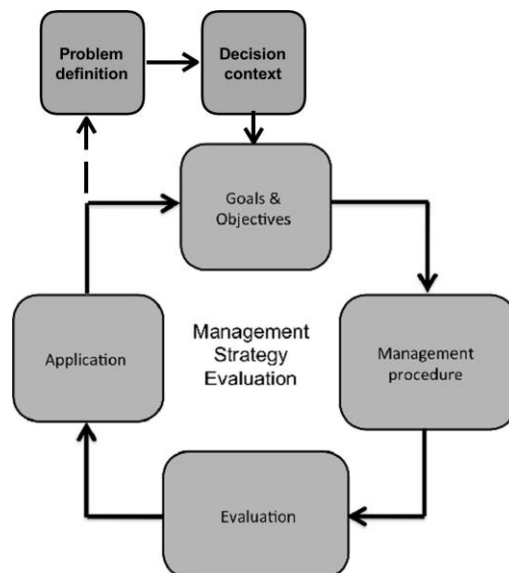 Problem
definition
Decision
context
Goals &
Objectives
Management
Strategy
Evaluation
Application
Management
procedure
Evaluation